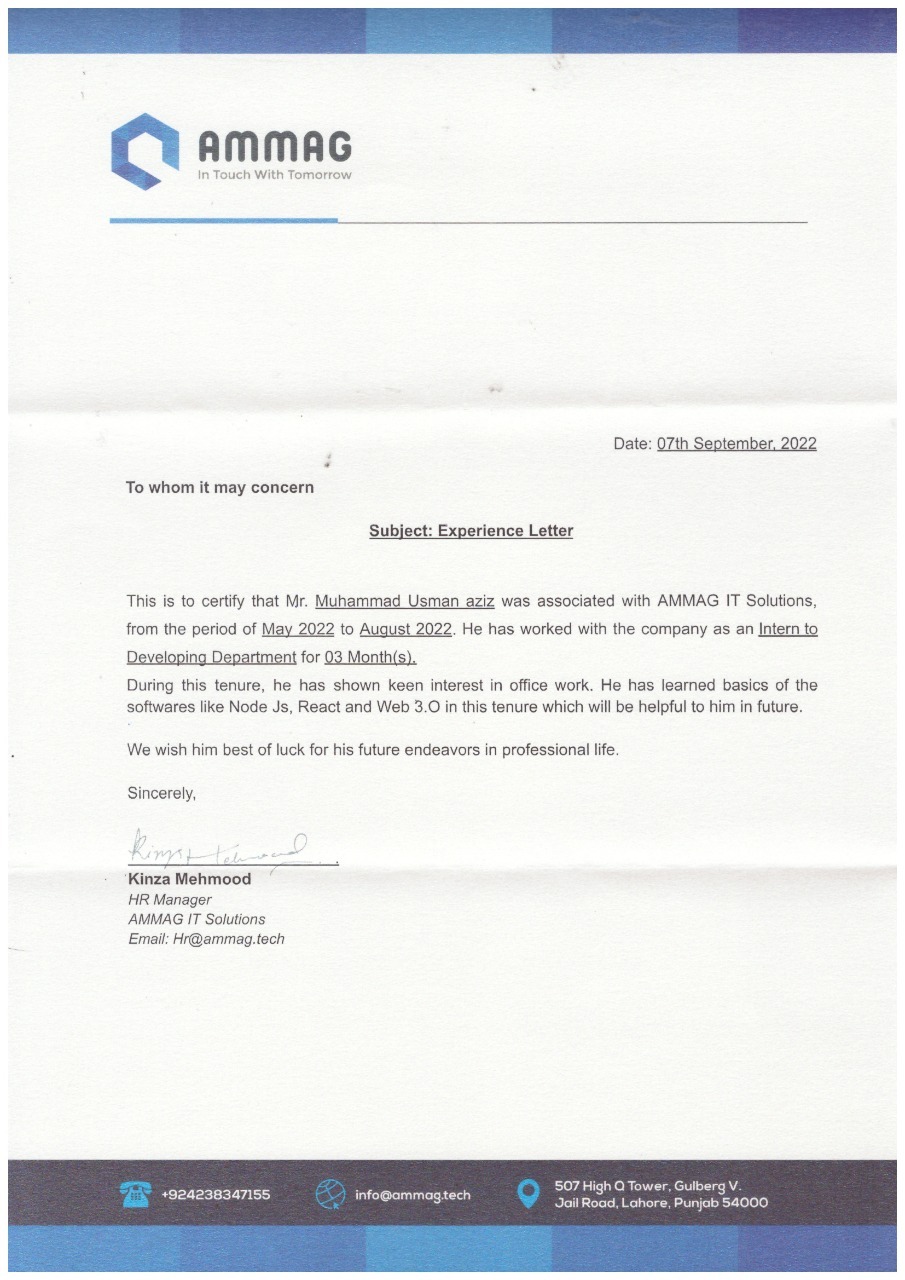 AMMAG
In Touch With Tomorrow
Date: 07th September, 2022
To whom it may concern
Subject: Experience Letter
This is to certify that Mr. Muhammad Usman aziz was associated with AMMAG IT Solutions,
from the period of May 2022 to August 2022. He has worked with the company as an Intern to
Developing Department for 03 Month(s).
During this tenure, he has shown keen interest in office work. He has learned basics of the
softwares like Node Js, React and Web 3.O in this tenure which will be helpful to him in future.
We wish him best of luck for his future endeavors in professional life.
Sincerely,
Kinza Mehmood
Kinza Mehmood
HR Manager
AMMAG IT Solutions
Email: Hr@ammag.tech
+924238347155
info@ammag.tech
507 High Q Tower, Gulberg V.
Jail Road, Lahore, Punjab 54000